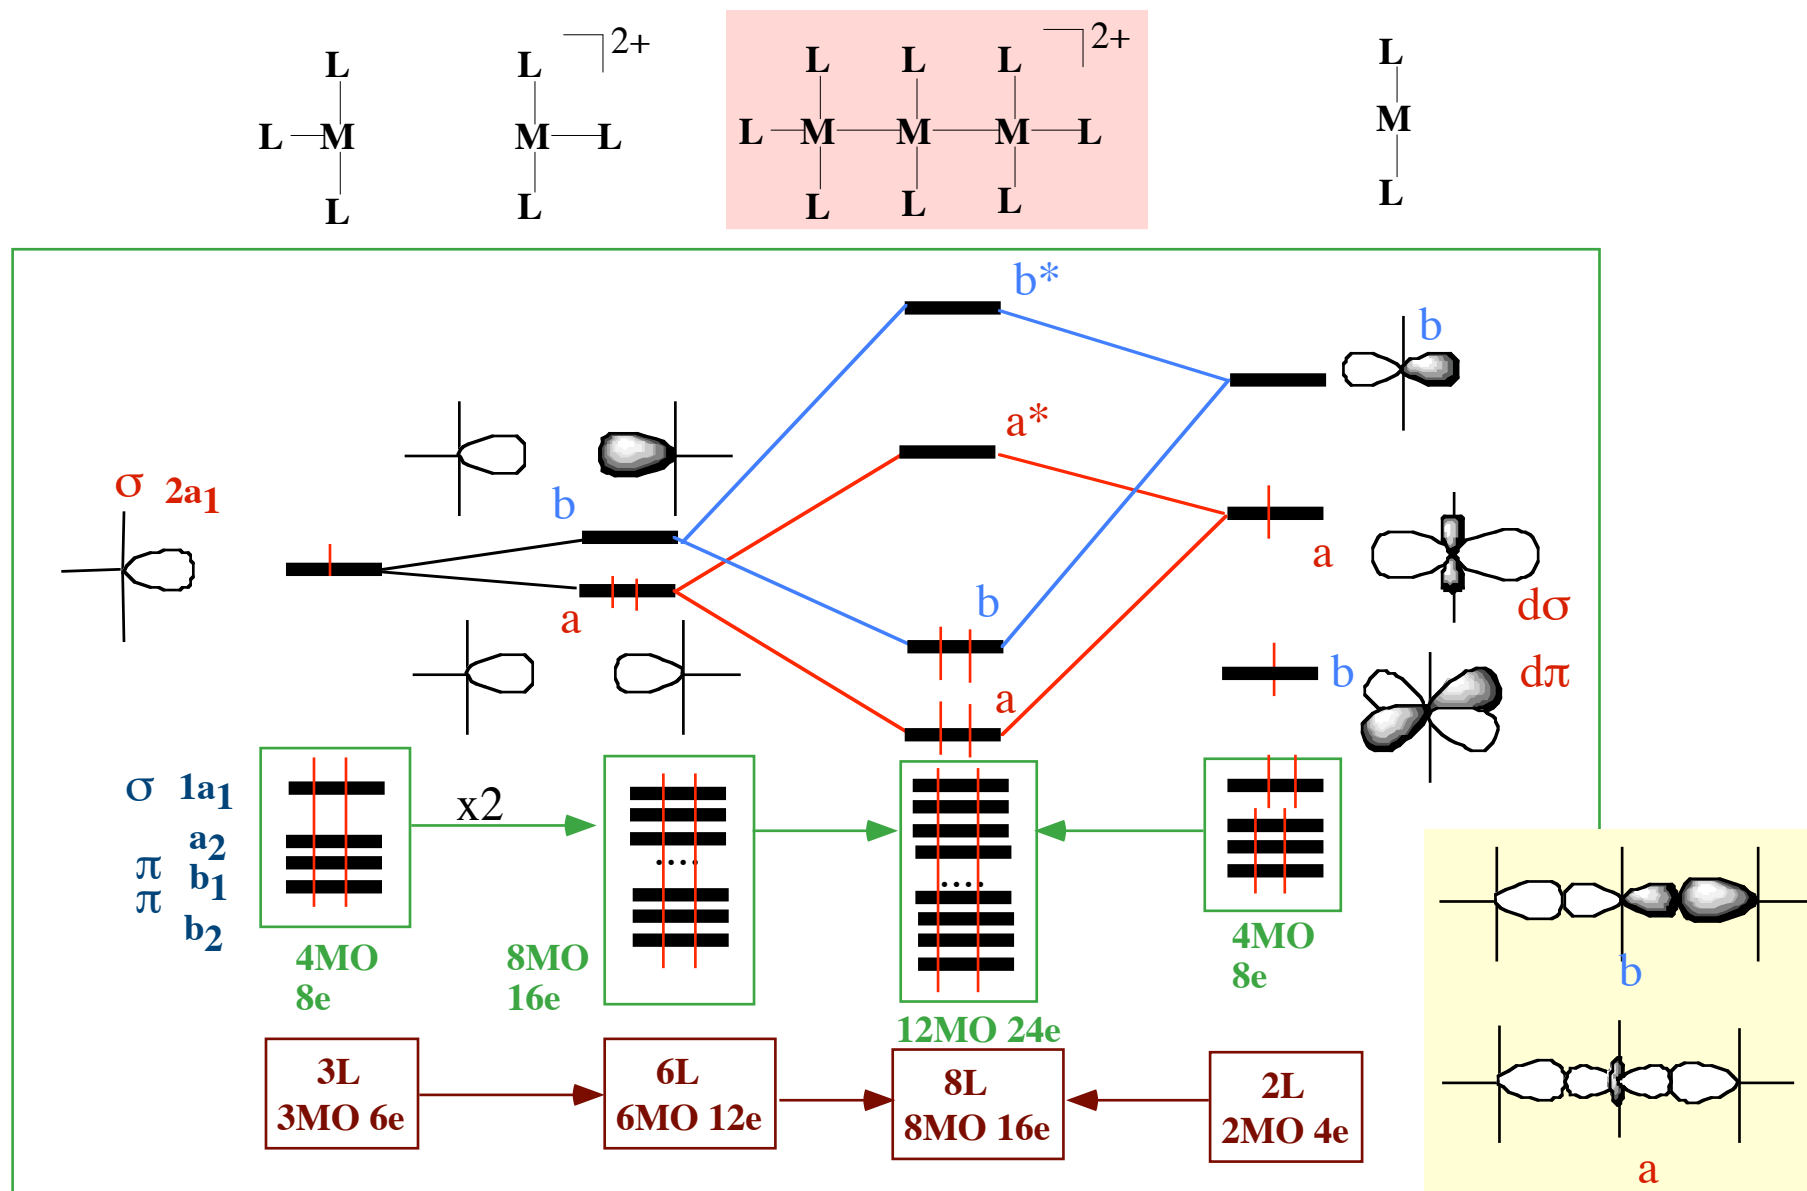 L
L
2+
L
L
L
2+
L
L M
M L
L M M M L
M
L
L
L
L
L
L
b*
b
a*
σ 2a1
b
a
a
dσ
b
a
b
dπ
σ 1a1
a2
π b1
π
b2
x2
....
....
4MO
8e
8MO
16e
12MO 24e
4MO
8e
b
3L
3MO 6e
6L
6MO 12e
8L
8MO 16e
2L
2MO 4e
a